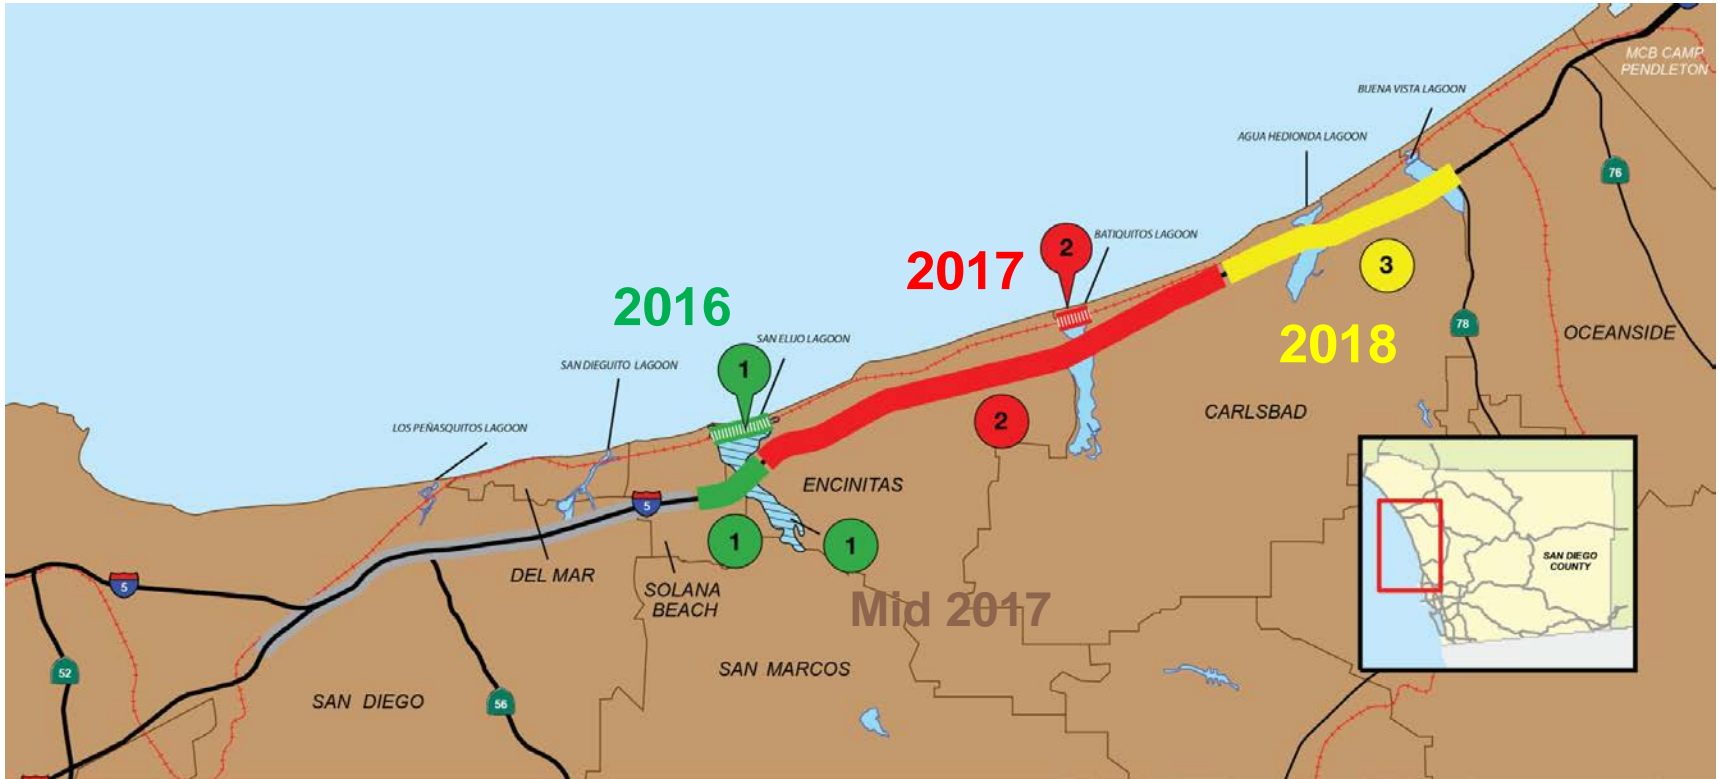 MCB CAMP
PENDLETON
BUENA VISTA LAGOON
AGUA HEDIONDA LAGOON
76
BATIQUITOS LAGOON
2
2017
3
2016
SAN ELIJO LAGOON
2018
78
OCEANSIDE
1
SAN DIEGUITO LAGOON
CARLSBAD
LOS PEÑASQUITOS LAGOON
2
ENCINITAS
5
1
1
SAN DIEGO
COUNTY
DEL MAR
5
SOLANA
BEACH
Mid 2017
52
SAN MARCOS
SAN DIEGO
56